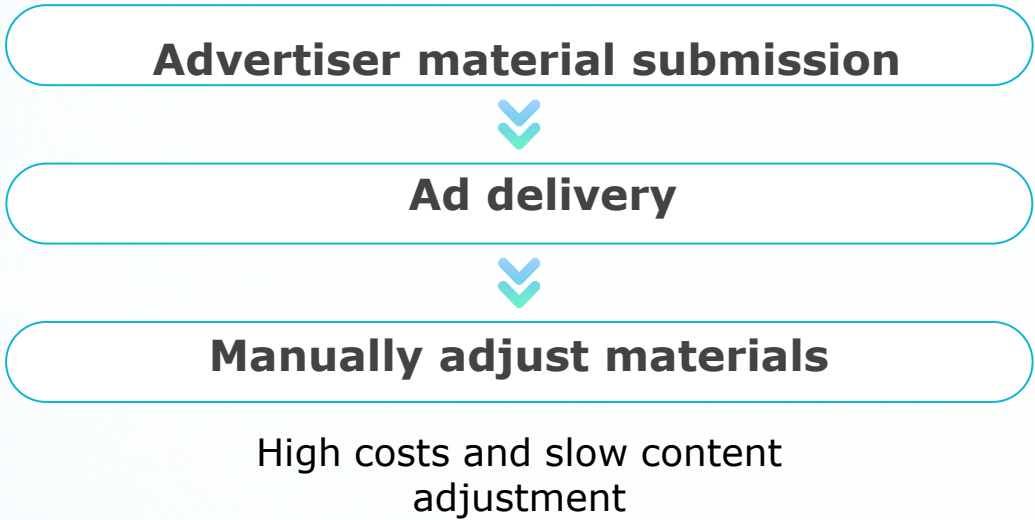 Advertiser material submission
Ad delivery
Manually adjust materials
High costs and slow content
adjustment